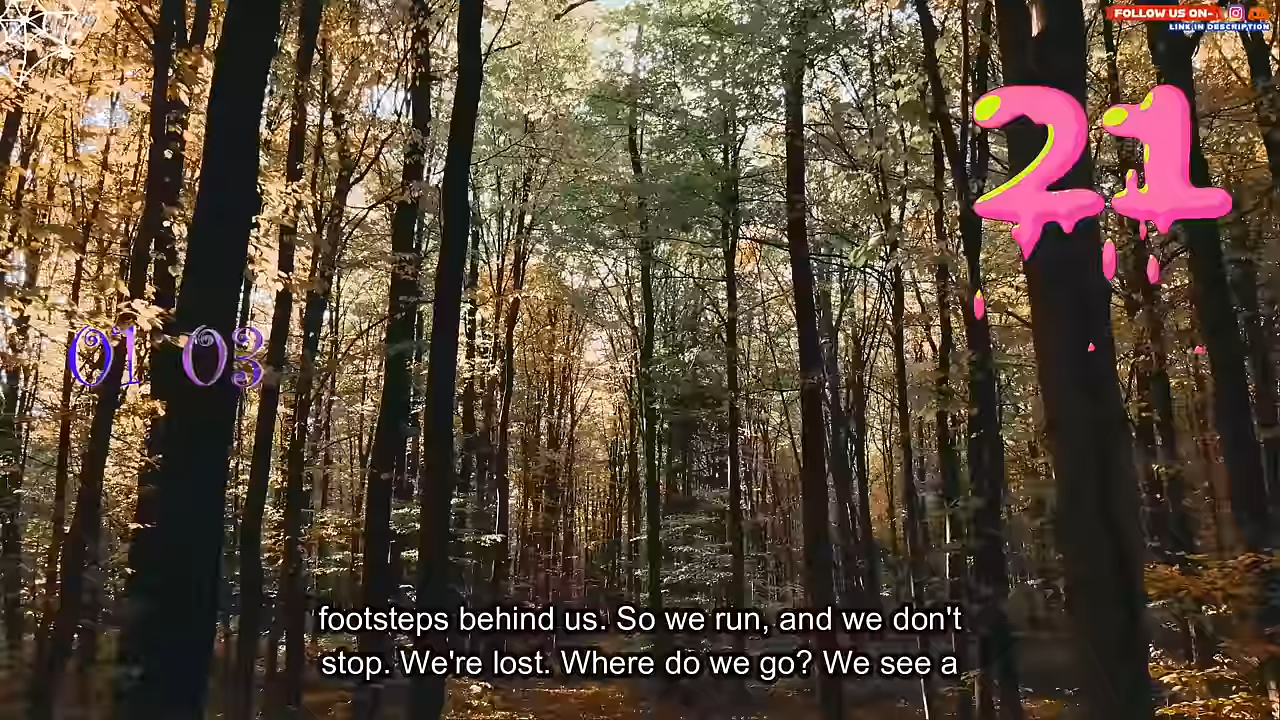 FOLLOW US ON-
LINK IN DESCRIPTION
21
01 03
footsteps behind us. So we run, and we don't
stop. We're lost. Where do we go? We see a